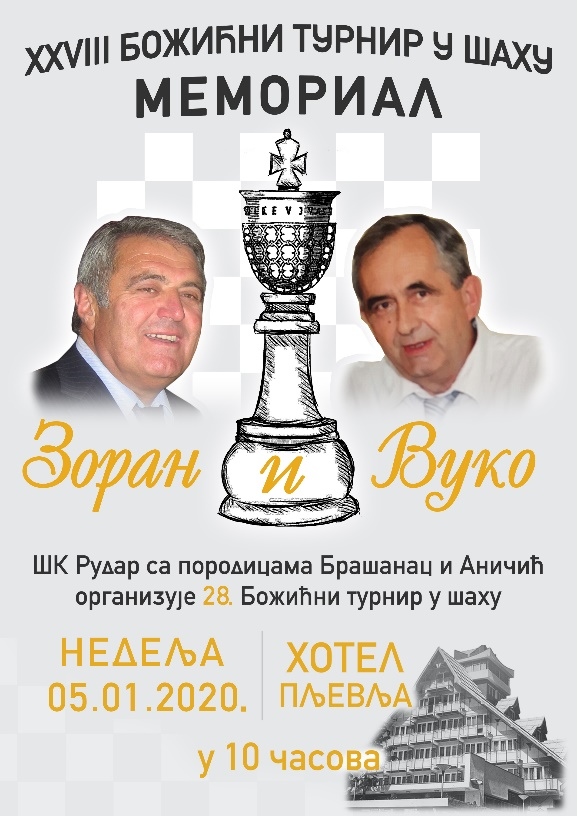 XXVIII БОЖИЋНИ ТУРНИР У ШАХУ
МЕМОРИАЛ
Зоран и Вуко
ШК Рудар са породицама Брашанац и Аничић
организује 28. Божићни турнир у шаху
НЕДЕЉА
05.01.2020.
ХОТЕЛ
ПЉЕВЉА
у 10 часова